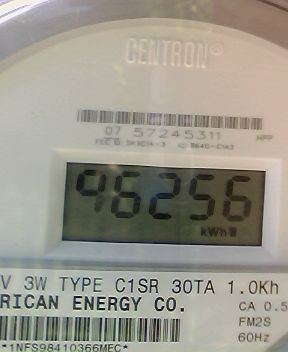 CENTRON®
07 57245311
96256
kWh
V 3W TYPE C1SR 30TA 1.0Kh
RICAN ENERGY CO.
CA 0.5
FM2S
60Hz
*1NFS98410366MEC*